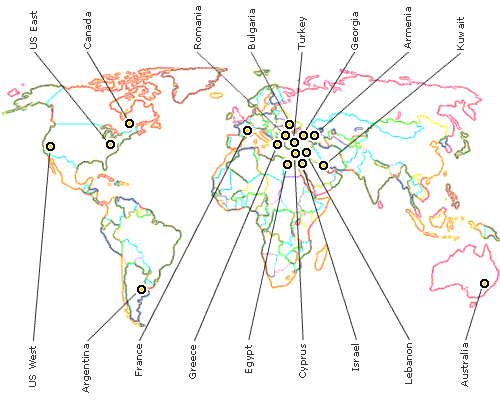 US East
Canada
Romania
Bulgaria
Turkey
Georgia
Armenia
Kuwait
US West
Argentina
France
Greece
Egypt
Cyprus
Israel
Lebanon
Australia